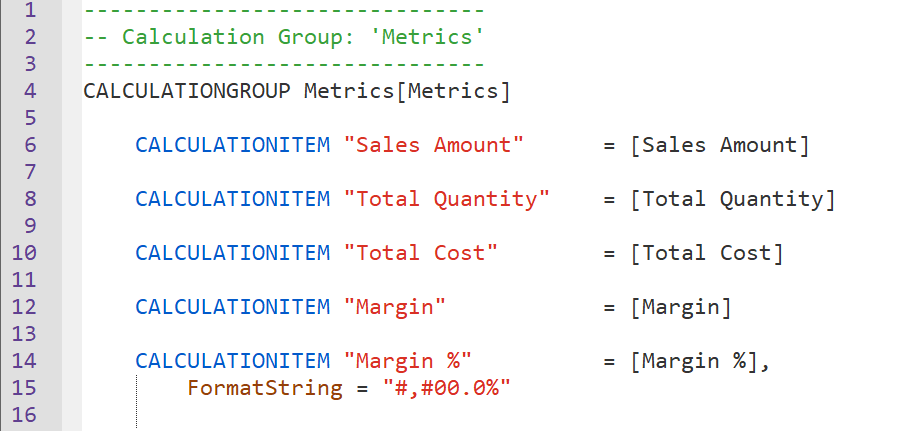 1 -------------------------------
2 -- Calculation Group: 'Metrics'
3 -------------------------------
4 CALCULATIONGROUP Metrics[Metrics]
5
6 CALCULATIONITEM "Sales Amount" = [Sales Amount]
7
8 CALCULATIONITEM "Total Quantity" = [Total Quantity]
9
10 CALCULATIONITEM "Total Cost" = [Total Cost]
11
12 CALCULATIONITEM "Margin" = [Margin]
13
14 CALCULATIONITEM "Margin %" = [Margin %],
15 FormatString = "#,#00.0%"
16